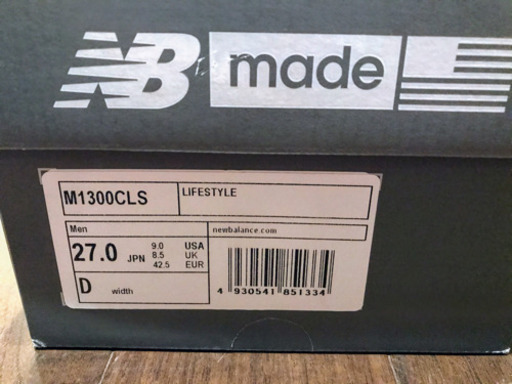 NB made
M1300CLS LIFESTYLE
Men newbalance.com
27.0 JPN 9.0 USA
8.5 UK
42.5 EUR
D width
4 930541 851334